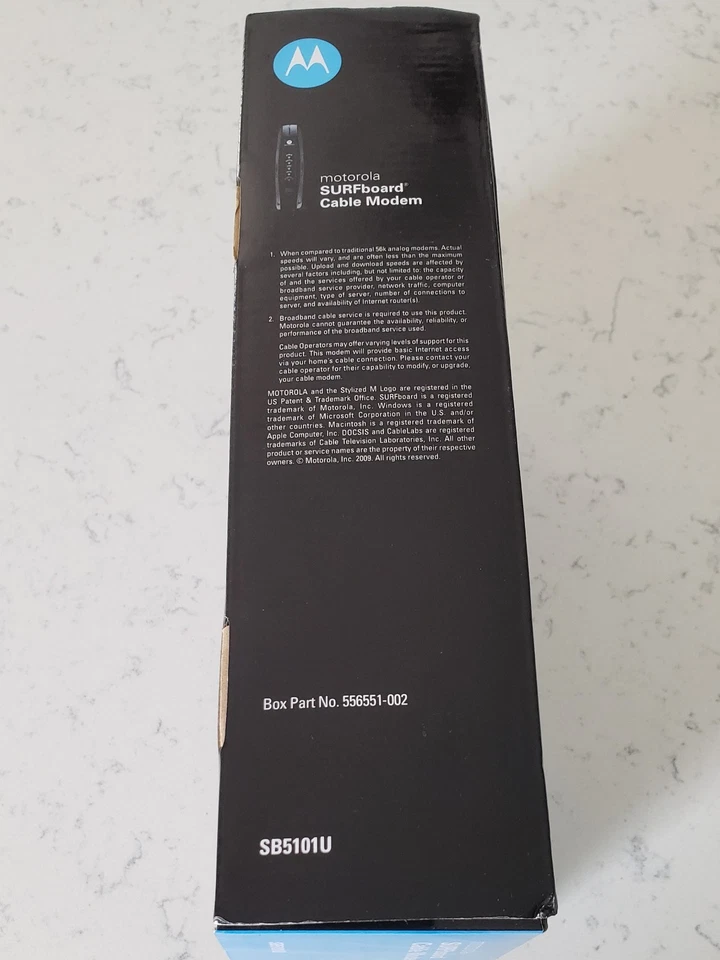 motorola
SURFboard®
Cable Modem
1. When compared to traditional 56k analog modems. Actual
speeds will vary, and are often less than the maximum
possible. Upload and download speeds are affected by
several factors including, but not limited to: the capacity
of and the services offered by your cable operator or
broadband service provider, network traffic, computer
equipment, type of server, number of connections to
server, and availability of Internet router(s).
2. Broadband cable service is required to use this product.
Motorola cannot guarantee the availability, reliability, or
performance of the broadband service used.
Cable Operators may offer varying levels of support for this
product. This modem will provide basic Internet access
via your home's cable connection. Please contact your
cable operator for their capability to modify, or upgrade,
your cable modem.
MOTOROLA and the Stylized M Logo are registered in the
US Patent & Trademark Office. SURFboard is a registered
trademark of Motorola, Inc. Windows is a registered
trademark of Microsoft Corporation in the U.S. and/or
other countries. Macintosh is a registered trademark of
Apple Computer, Inc. DOCSIS and CableLabs are registered
trademarks of Cable Television Laboratories, Inc. All other
product or service names are the property of their respective
owners. © Motorola, Inc. 2009. All rights reserved.
Box Part No. 556551-002
SB5101U